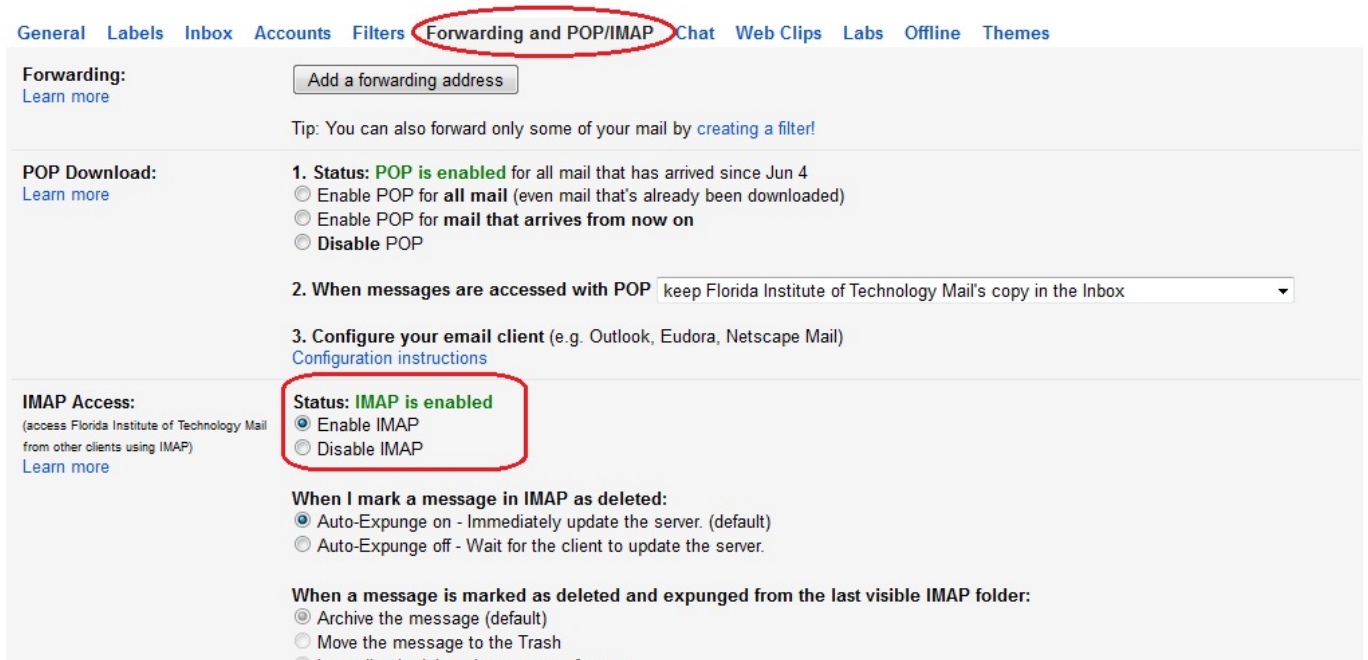 General Labels Inbox Accounts Filters Forwarding and POP/IMAP Chat Web Clips Labs Offline Themes
Forwarding:
Learn more
Add a forwarding address
Tip: You can also forward only some of your mail by creating a filter!
POP Download:
Learn more
1. Status: POP is enabled for all mail that has arrived since Jun 4
Enable POP for all mail (even mail that's already been downloaded)
Enable POP for mail that arrives from now on
Disable POP
2. When messages are accessed with POP keep Florida Institute of Technology Mail's copy in the Inbox
3. Configure your email client (e.g. Outlook, Eudora, Netscape Mail)
Configuration instructions
IMAP Access:
(access Florida Institute of Technology Mail
from other clients using IMAP)
Learn more
Status: IMAP is enabled
Enable IMAP
Disable IMAP
When I mark a message in IMAP as deleted:
Auto-Expunge on - Immediately update the server. (default)
Auto-Expunge off - Wait for the client to update the server.
When a message is marked as deleted and expunged from the last visible IMAP folder:
Archive the message (default)
Move the message to the Trash